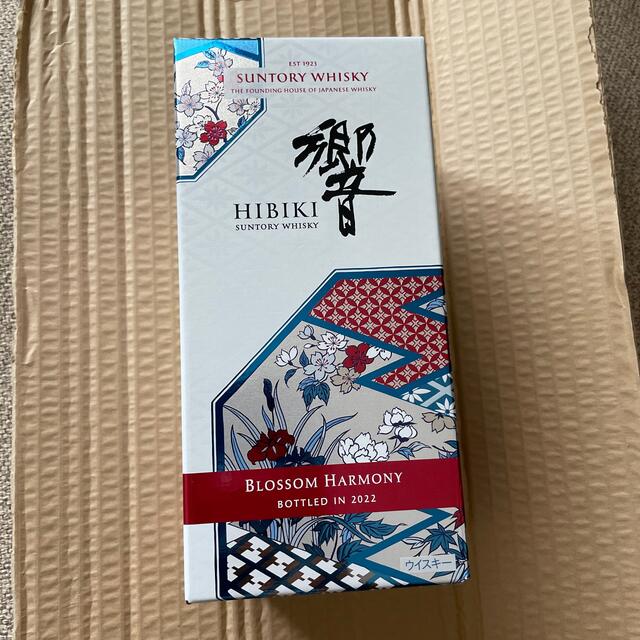 EST 1923
SUNTORY WHISKY
THE FOUNDING HOUSE OF JAPANESE WHISKY
響
HIBIKI
SUNTORY WHISKY
BLOSSOM HARMONY
BOTTLED IN 2022
ウイスキー